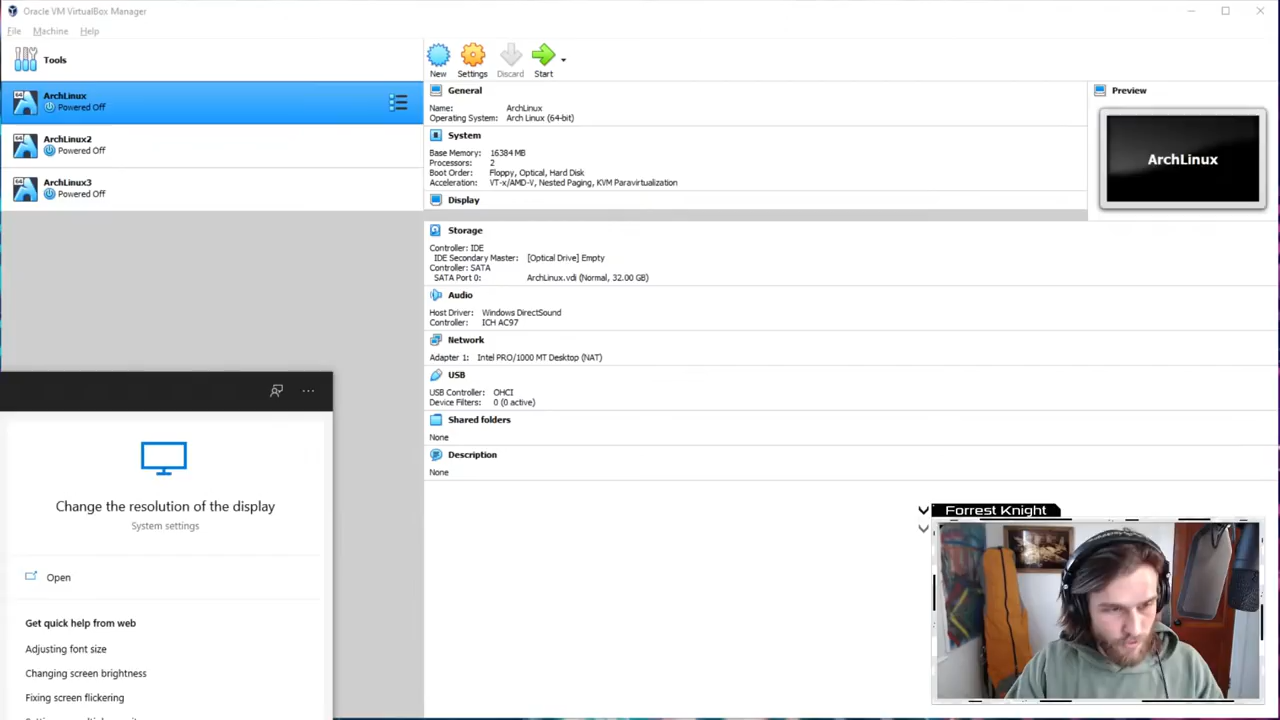 Oracle VM VirtualBox Manager
File Machine Help
Tools
New
Settings
Discard
Start
64
ArchLinux
Powered Off
64
ArchLinux2
Powered Off
64
ArchLinux3
Powered Off
General
Name: ArchLinux
Operating System: Arch Linux (64-bit)
System
Base Memory: 16384 MB
Processors: 2
Boot Order: Floppy, Optical, Hard Disk
Acceleration: VT-x/AMD-V, Nested Paging, KVM Paravirtualization
Display
Preview
ArchLinux
Storage
Controller: IDE
IDE Secondary Master: [Optical Drive] Empty
Controller: SATA
SATA Port 0: ArchLinux.vdi (Normal, 32.00 GB)
Audio
Host Driver: Windows DirectSound
Controller: ICH AC97
Network
Adapter 1: Intel PRO/1000 MT Desktop (NAT)
USB
USB Controller: OHCI
Device Filters: 0 (0 active)
Shared folders
None
Description
None
Change the resolution of the display
System settings
Open
Get quick help from web
Adjusting font size
Changing screen brightness
Fixing screen flickering
Forrest Knight